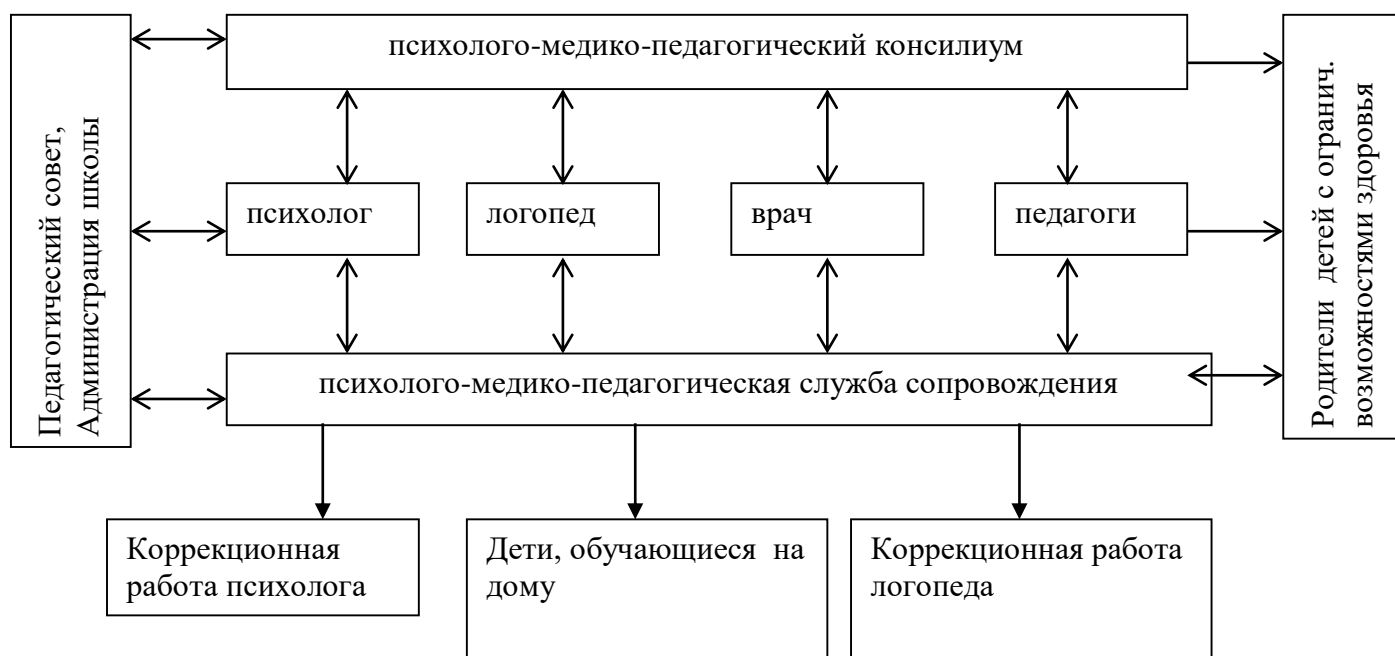 Педагогический совет,
Администрация школы
психолого-медико-педагогический консилиум
Родители детей с огранич.
возможностями здоровья
психолог
логопед
врач
педагоги
психолого-медико-педагогическая служба сопровождения
Коррекционная
работа психолога
Дети, обучающиеся на
дому
Коррекционная работа
логопеда